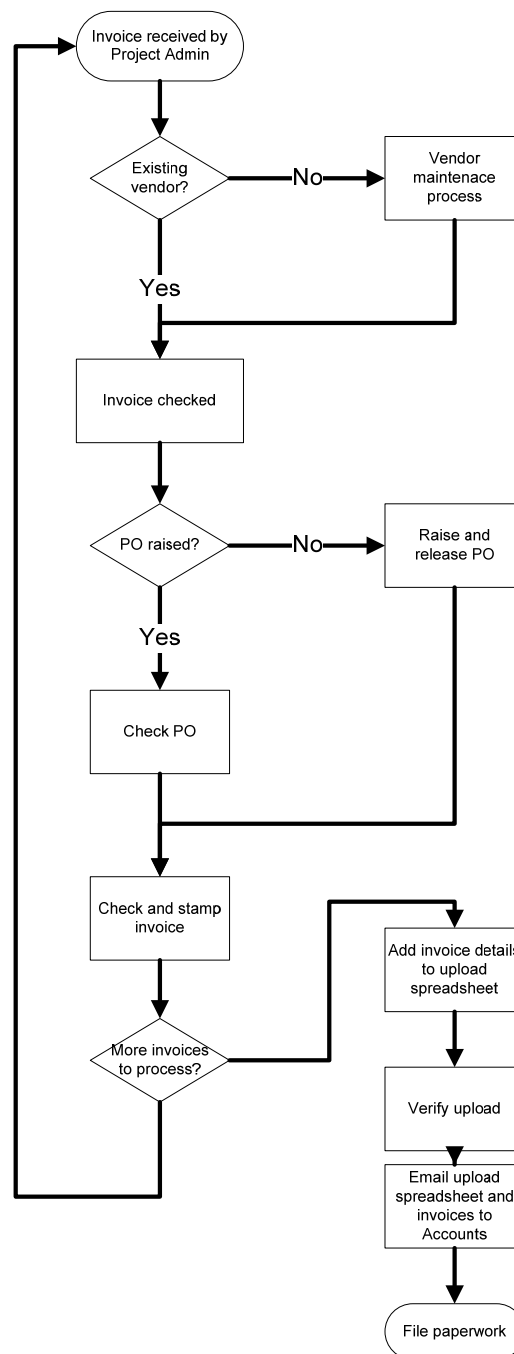 Invoice received by
Project Admin
Existing
vendor?
No
Vendor
maintenace
process
Yes
Invoice checked
PO raised?
No
Raise and
release PO
Yes
Check PO
Check and stamp
invoice
Add invoice details
to upload
spreadsheet
More invoices
to process?
Verify upload
Email upload
spreadsheet and
invoices to
Accounts
File paperwork